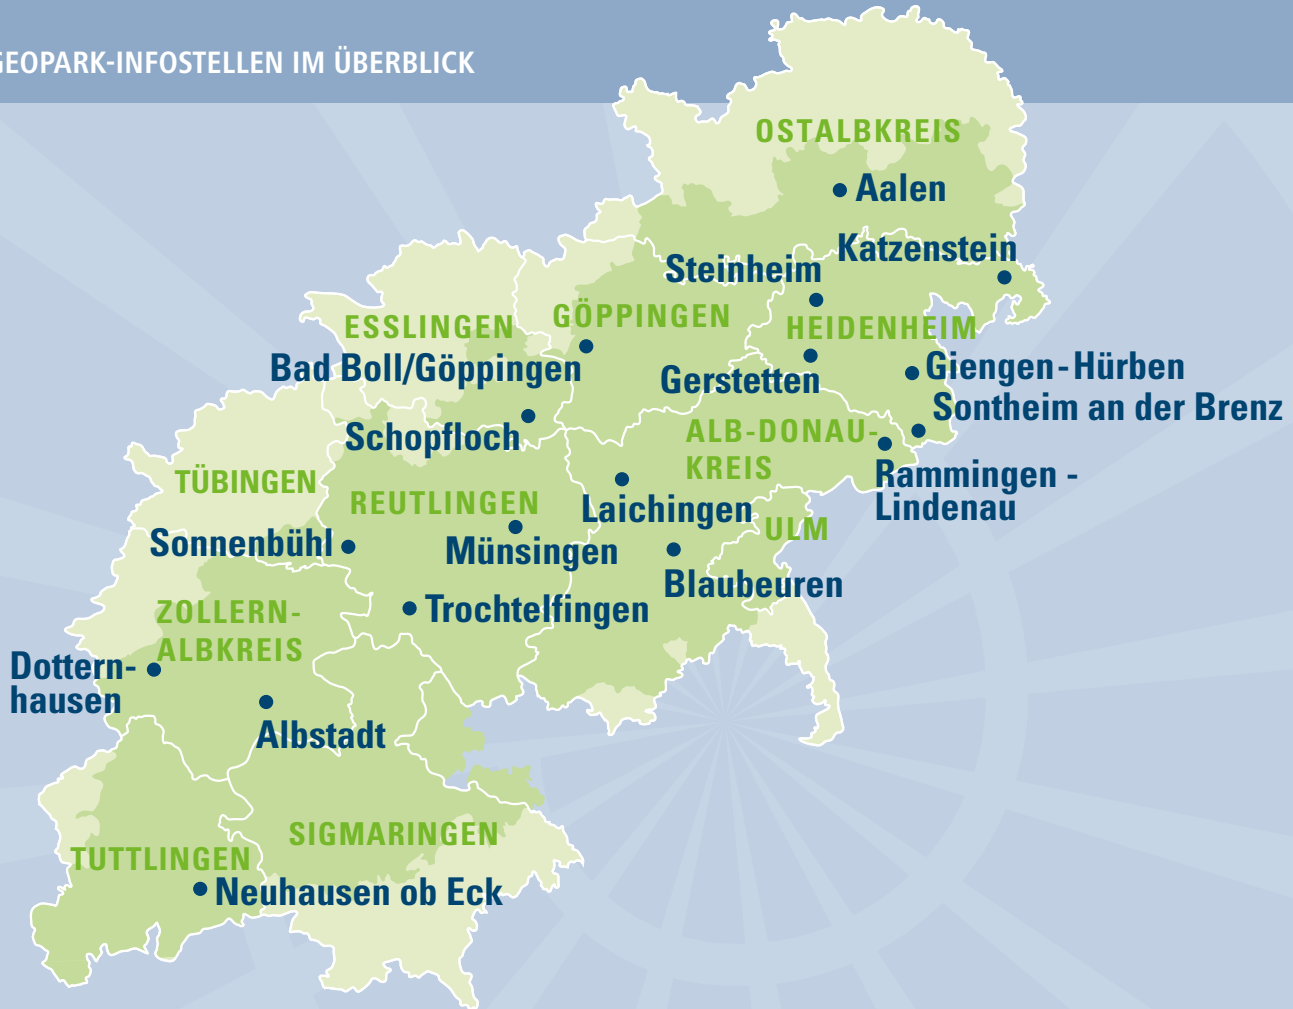 GEOPARK-INFOSTELLEN IM ÜBERBLICK
OSTALBKREIS
Aalen
Katzenstein
Steinheim
GÖPPINGEN
ESSLINGEN
HEIDENHEIM
Bad Boll/Göppingen
Gerstetten
Giengen-Hürben
Sontheim an der Brenz
Schopfloch
ALB-DONAU-
KREIS
Rammingen -
Lindenau
TÜBINGEN
REUTLINGEN
Laichingen
ULM
Sonnenbühl
Münsingen
Blaubeuren
Trochtelfingen
ZOLLERN-
ALBKREIS
Dottern-
hausen
Albstadt
SIGMARINGEN
TUTTLINGEN
Neuhausen ob Eck